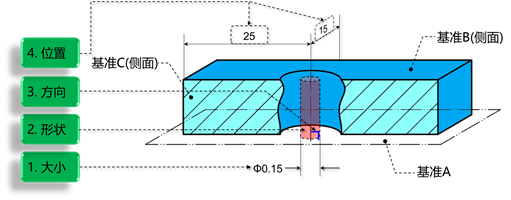 25
15
4. 位置
基准C(侧面)
基准B(侧面)
3. 方向
2. 形状
1. 大小
Φ0.15
基准A